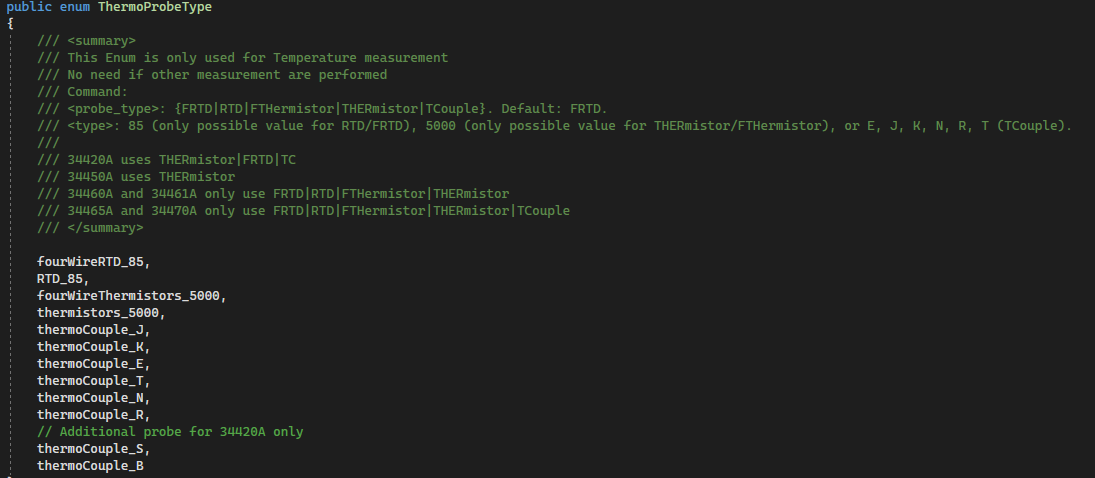 public enum ThermoProbeType
{
/// <summary>
/// This Enum is only used for Temperature measurement
/// No need if other measurement are performed
/// Command:
/// <probe_type>: {FRTD|RTD|FTHermistor|THERmistor|TCouple}. Default: FRTD.
/// <type>: 85 (only possible value for RTD/FRTD), 5000 (only possible value for THERmistor/FTHermistor), or E, J, K, N, R, T (TCouple).
///
/// 34420A uses THERmistor|FRTD|TC
/// 34450A uses THERmistor
/// 34460A and 34461A only use FRTD|RTD|FTHermistor|THERmistor
/// 34465A and 34470A only use FRTD|RTD|FTHermistor|THERmistor|TCouple
/// </summary>
fourWireRTD_85,
RTD_85,
fourWireThermistors_5000,
thermistors_5000,
thermoCouple_J,
thermoCouple_K,
thermoCouple_E,
thermoCouple_T,
thermoCouple_N,
thermoCouple_R,
// Additional probe for 34420A only
thermoCouple_S,
thermoCouple_B